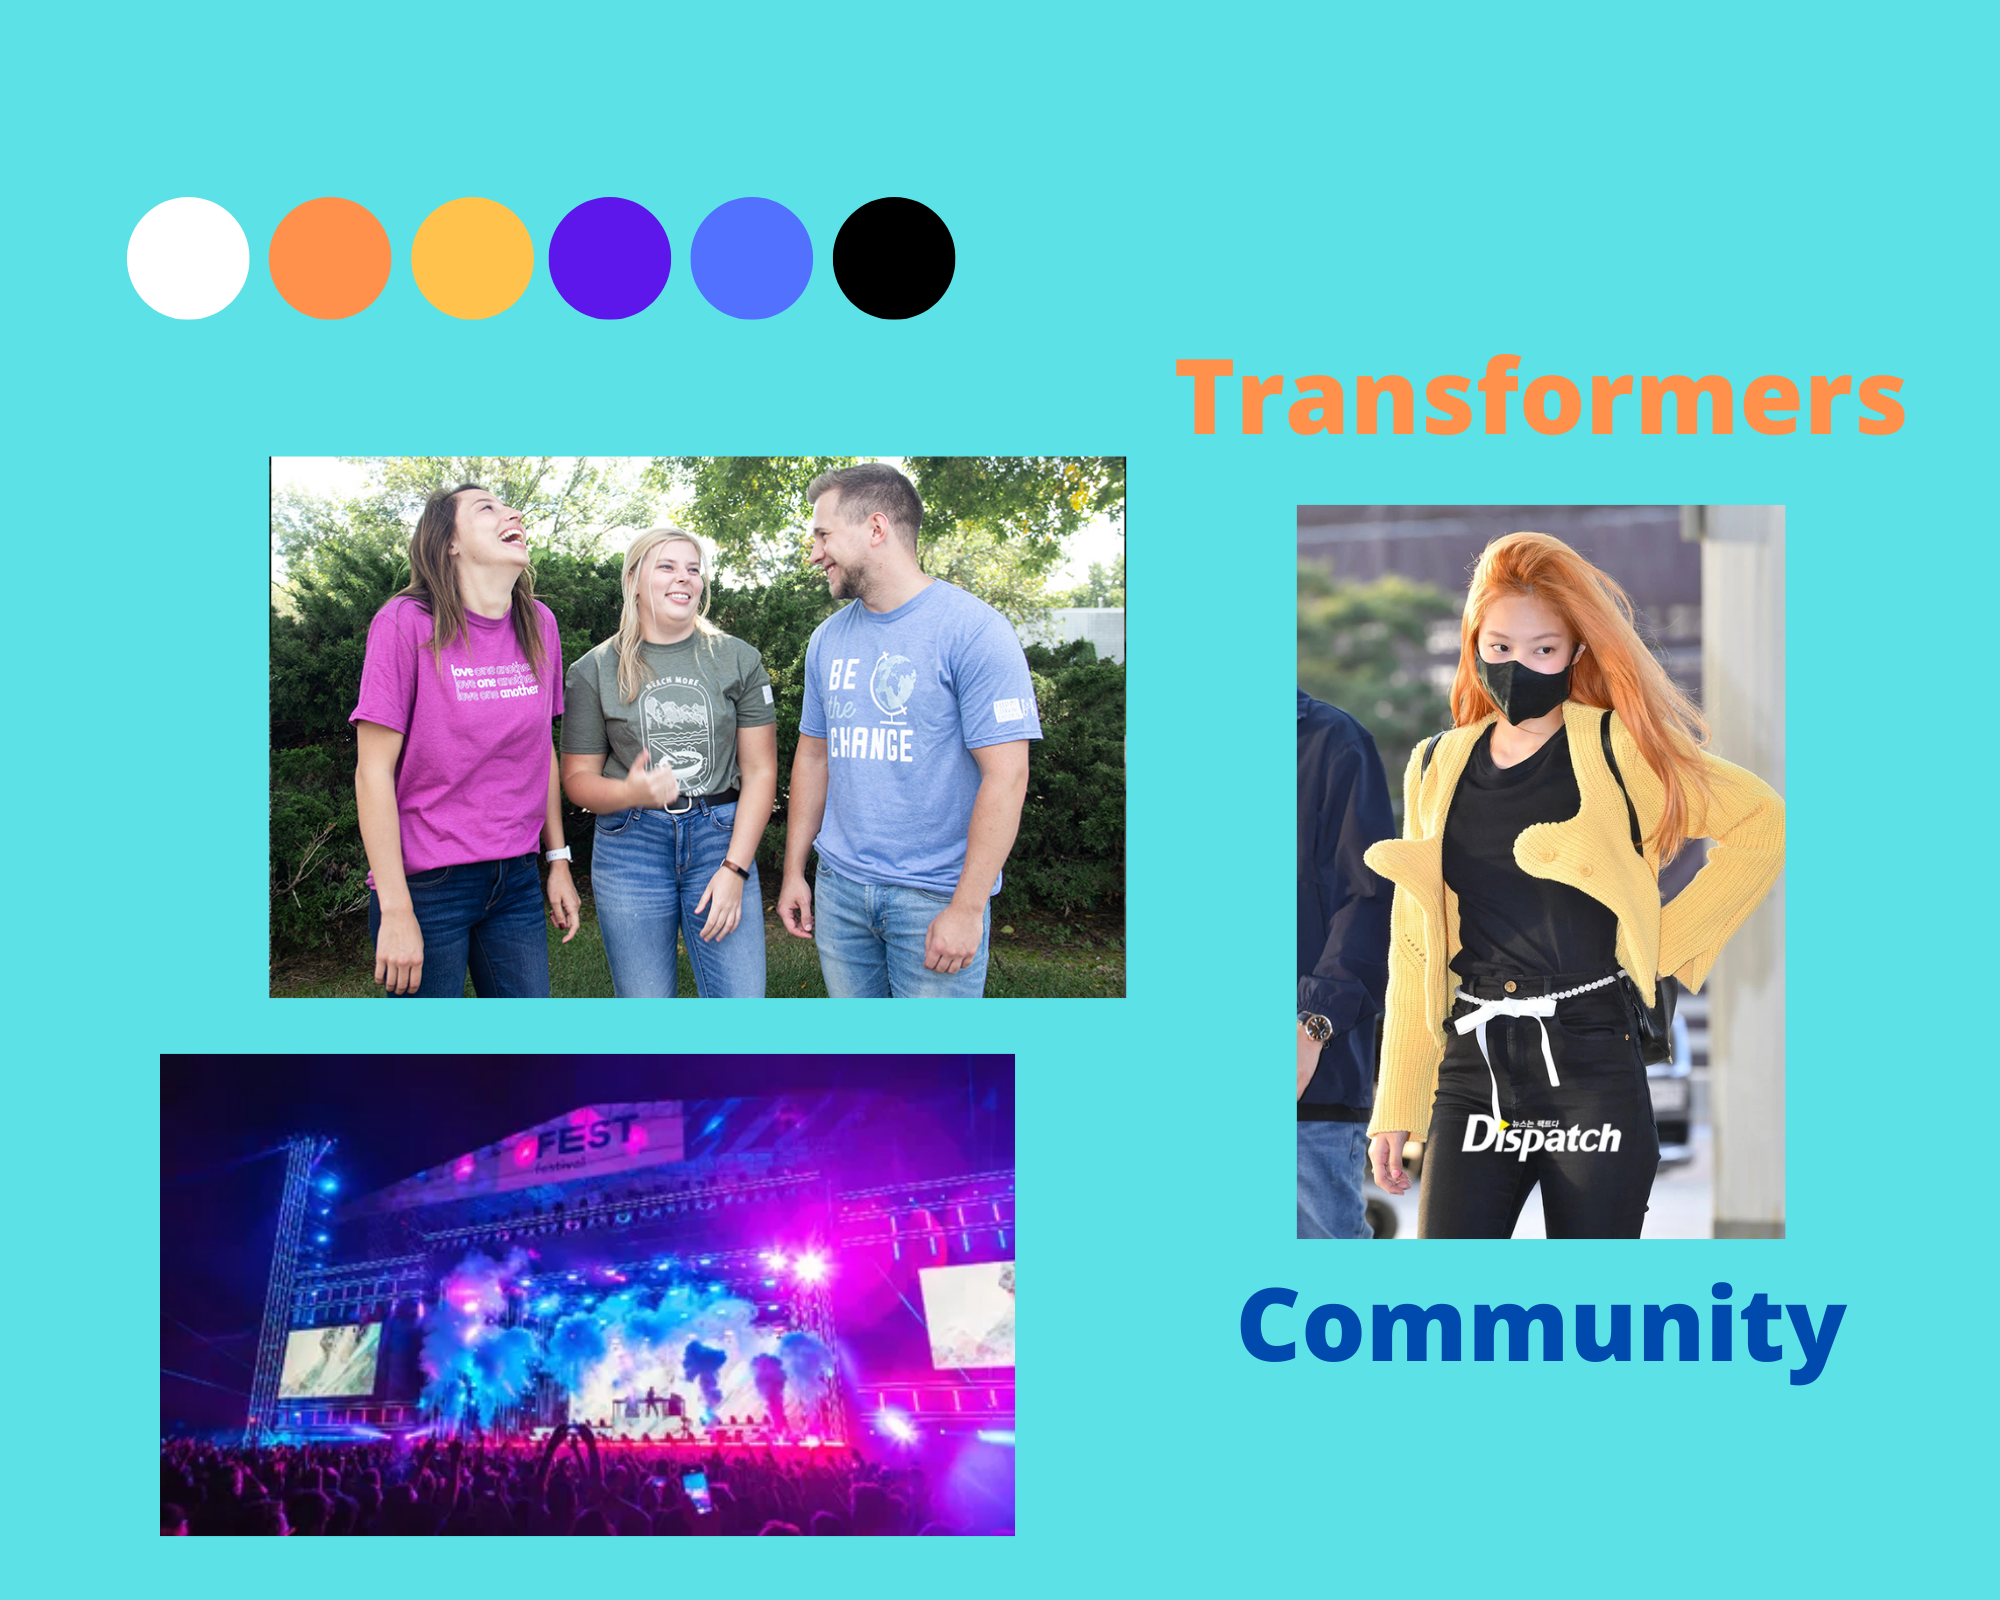 Transformers
love one another
love one another
love one another
REACH MORE
MORE
BE
the
CHANGE
뉴스는 팩트다
Dispatch
FEST
festival
Community